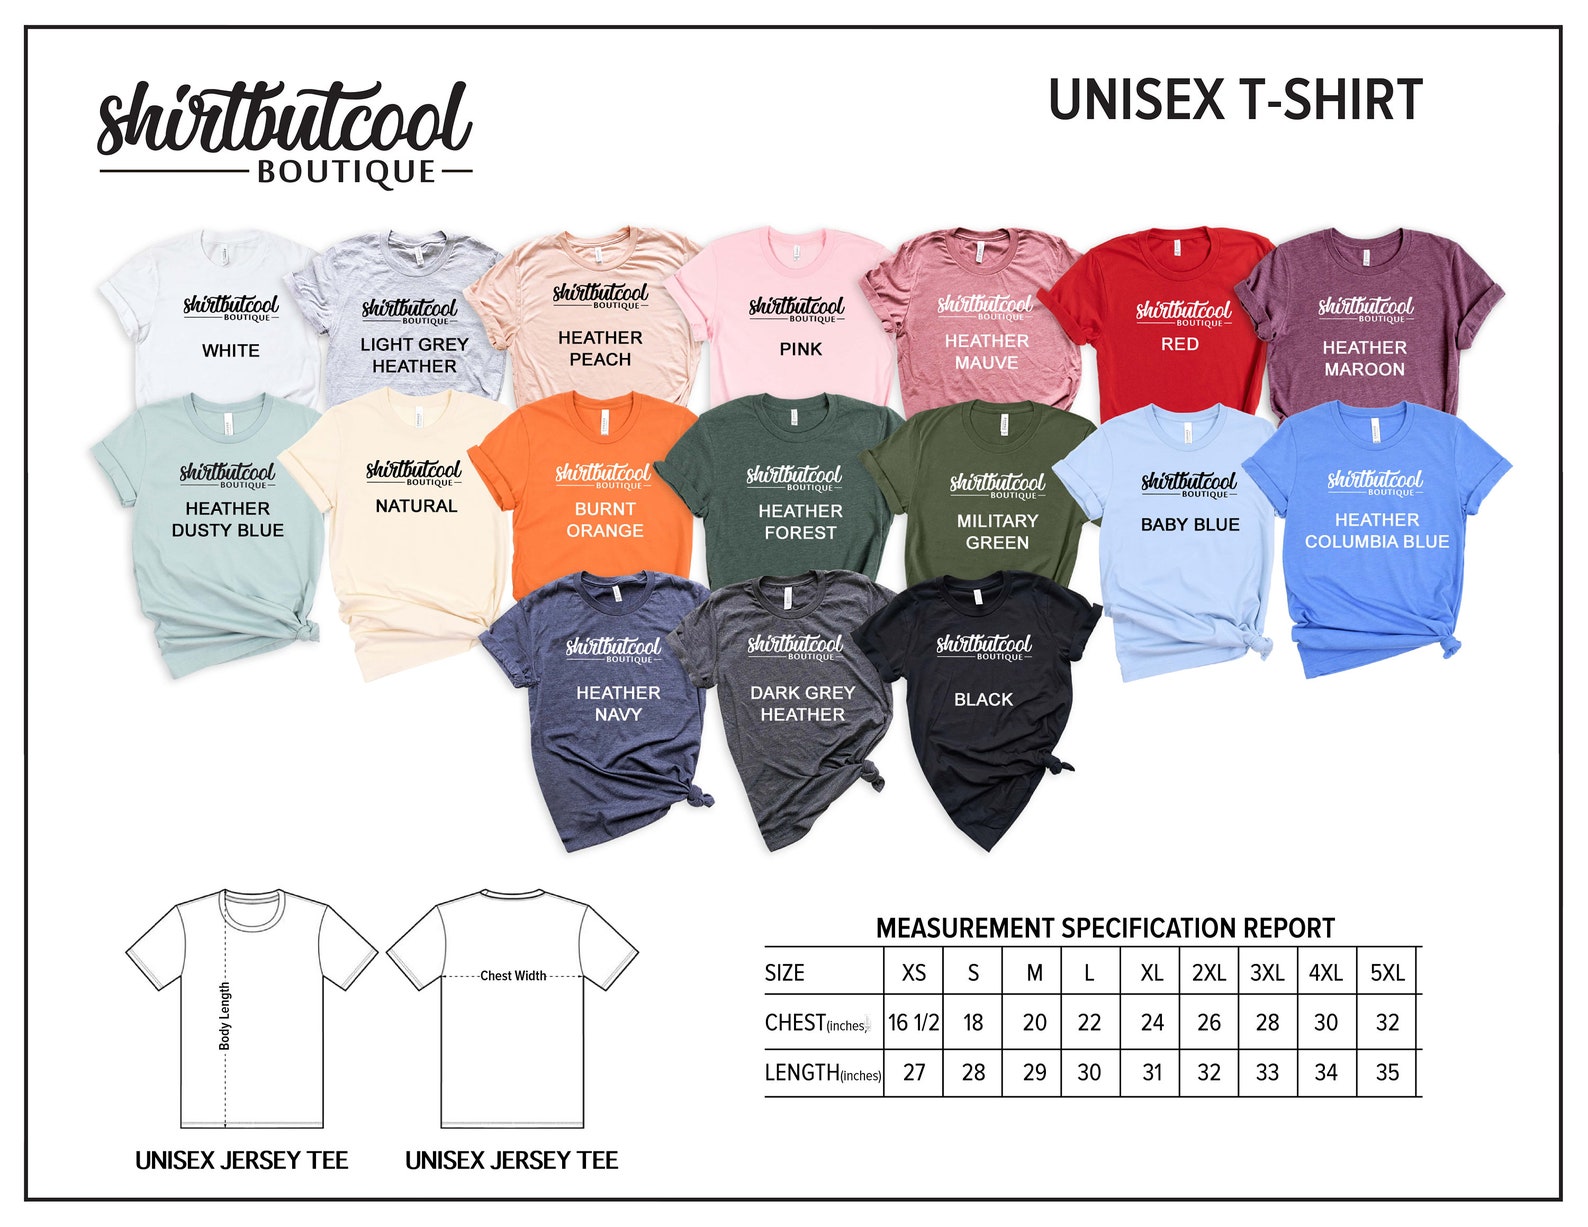 shirtbutcool
BOUTIQUE
UNISEX T-SHIRT
shirtbutcool
BOUTIQUE
WHITE
shirtbutcool
BOUTIQUE
LIGHT GREY
HEATHER
shirtbutcool
BOUTIQUE
HEATHER
PEACH
shirtbutcool
BOUTIQUE
PINK
shirtbutcool
BOUTIQUE
HEATHER
MAUVE
shirtbutcool
BOUTIQUE
RED
shirtbutcool
BOUTIQUE
HEATHER
MAROON
shirtbutcool
BOUTIQUE
HEATHER
DUSTY BLUE
shirtbutcool
BOUTIQUE
NATURAL
shirtbutcool
BOUTIQUE
BURNT
ORANGE
shirtbutcool
BOUTIQUE
HEATHER
FOREST
shirtbutcool
BOUTIQUE
MILITARY
GREEN
shirtbutcool
BOUTIQUE
BABY BLUE
shirtbutcool
BOUTIQUE
HEATHER
COLUMBIA BLUE
shirtbutcool
BOUTIQUE
HEATHER
NAVY
shirtbutcool
BOUTIQUE
DARK GREY
HEATHER
shirtbutcool
BOUTIQUE
BLACK
Body Length
UNISEX JERSEY TEE
Chest Width
UNISEX JERSEY TEE
MEASUREMENT SPECIFICATION REPORT
SIZE XS S M L XL 2XL 3XL 4XL 5XL
CHEST(inches) 16 1/2 18 20 22 24 26 28 30 32
LENGTH(inches) 27 28 29 30 31 32 33 34 35